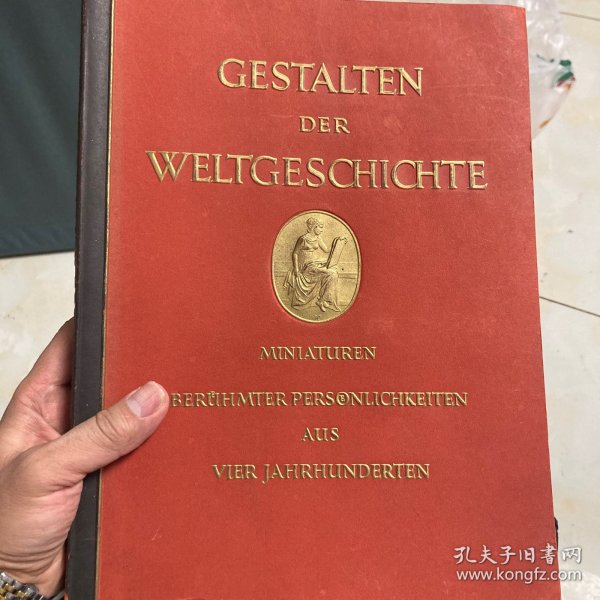 GESTALTEN
DER
WELTGESCHICHTE
MINIATUREN
BERÜHMTER PERSÖNLICHKEITEN
AUS
VIER JAHRHUNDERTEN
孔夫子旧书网
www.kongfz.com